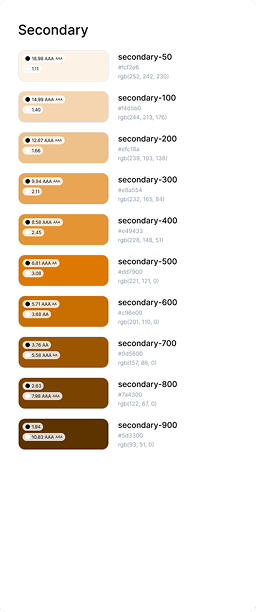 Secondary
18.98 AAA AAA
1.11
secondary-50
#fcf2e6
rgb(252, 242, 230)
14.99 AAA AAA
1.40
secondary-100
#f4d5b0
rgb(244, 213, 176)
12.67 AAA AAA
1.66
secondary-200
#efc18a
rgb(239, 193, 138)
9.94 AAA AAA
2.11
secondary-300
#e8a554
rgb(232, 165, 84)
8.58 AAA AAA
2.45
secondary-400
#e49433
rgb(228, 148, 51)
6.81 AAA AA
3.08
secondary-500
#dd7900
rgb(221, 121, 0)
5.71 AAA AA
3.68 AA
secondary-600
#c96e00
rgb(201, 110, 0)
3.76 AA
5.58 AAA AA
secondary-700
#9d5600
rgb(157, 86, 0)
2.63
7.98 AAA AAA
secondary-800
#7a4300
rgb(122, 67, 0)
1.94
10.83 AAA AAA
secondary-900
#5d3300
rgb(93, 51, 0)